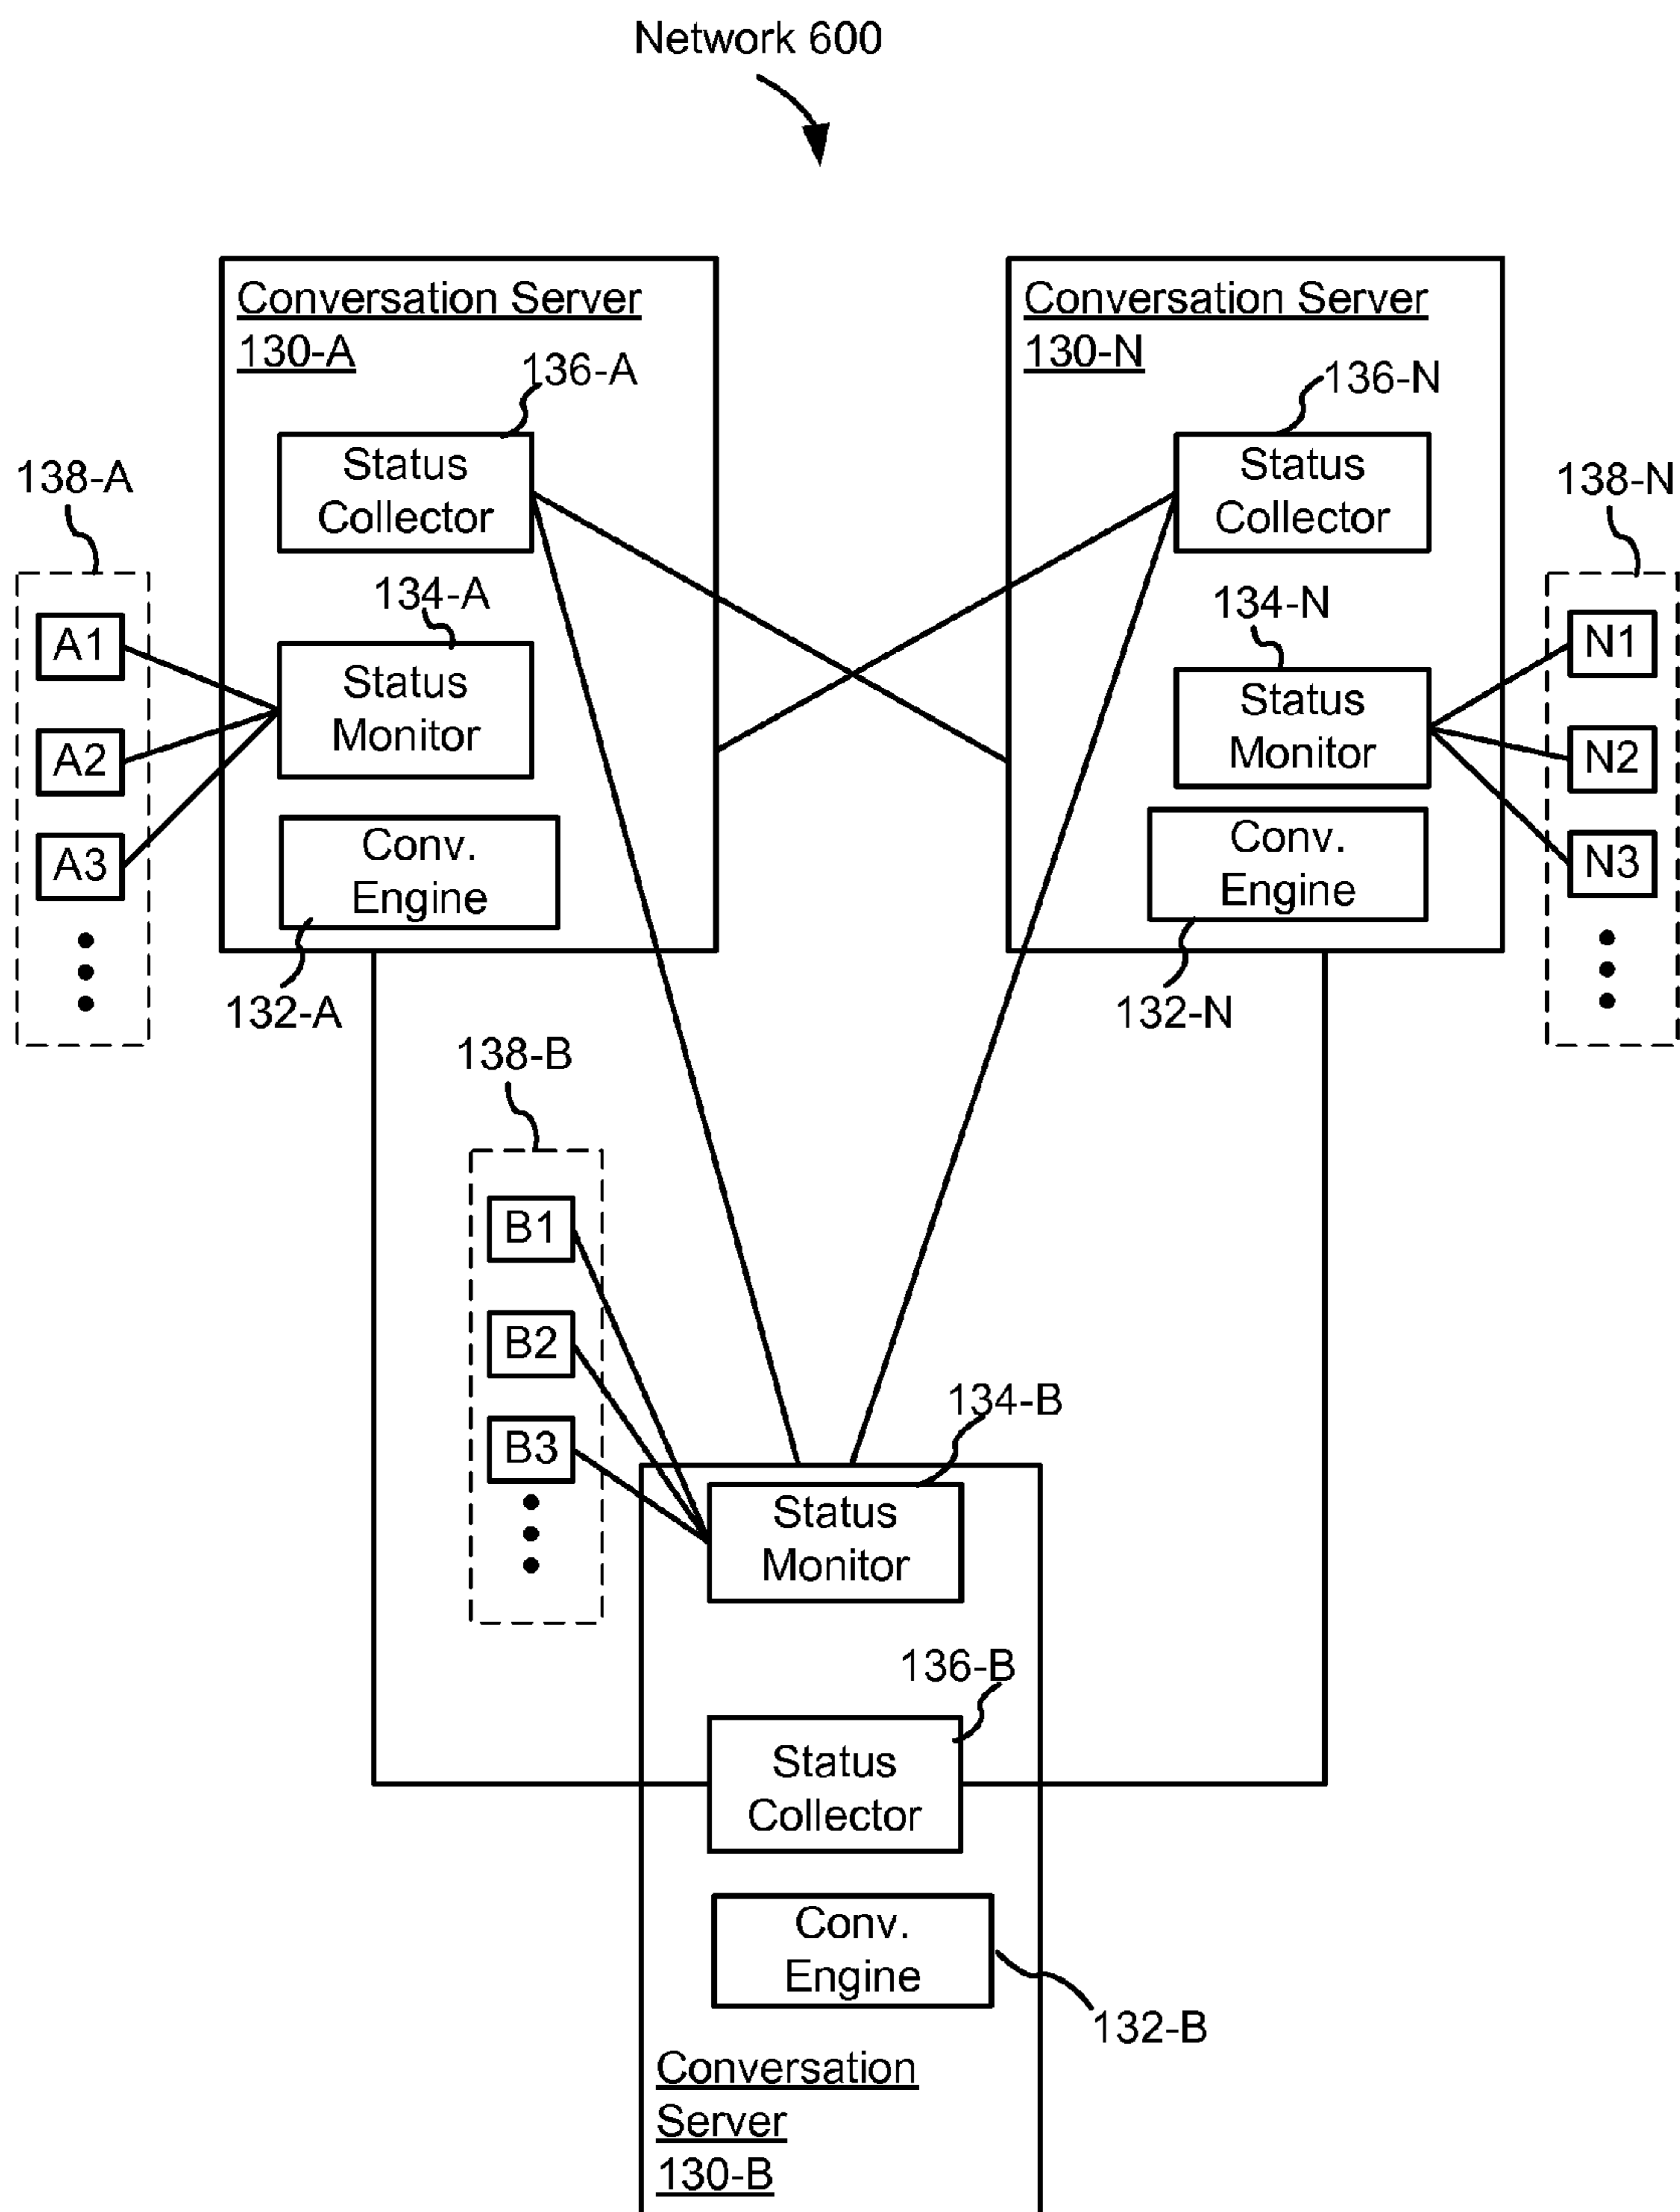 Network 600
Conversation Server
130-A
136-A
Status
Collector
138-A
134-A
A1
A2
A3
Status
Monitor
Conv.
Engine
132-A
Conversation Server
130-N
136-N
Status
Collector
138-N
134-N
Status
Monitor
N1
N2
N3
Conv.
Engine
132-N
138-B
B1
B2
B3
134-B
Status
Monitor
136-B
Status
Collector
Conv.
Engine
132-B
Conversation
Server
130-B